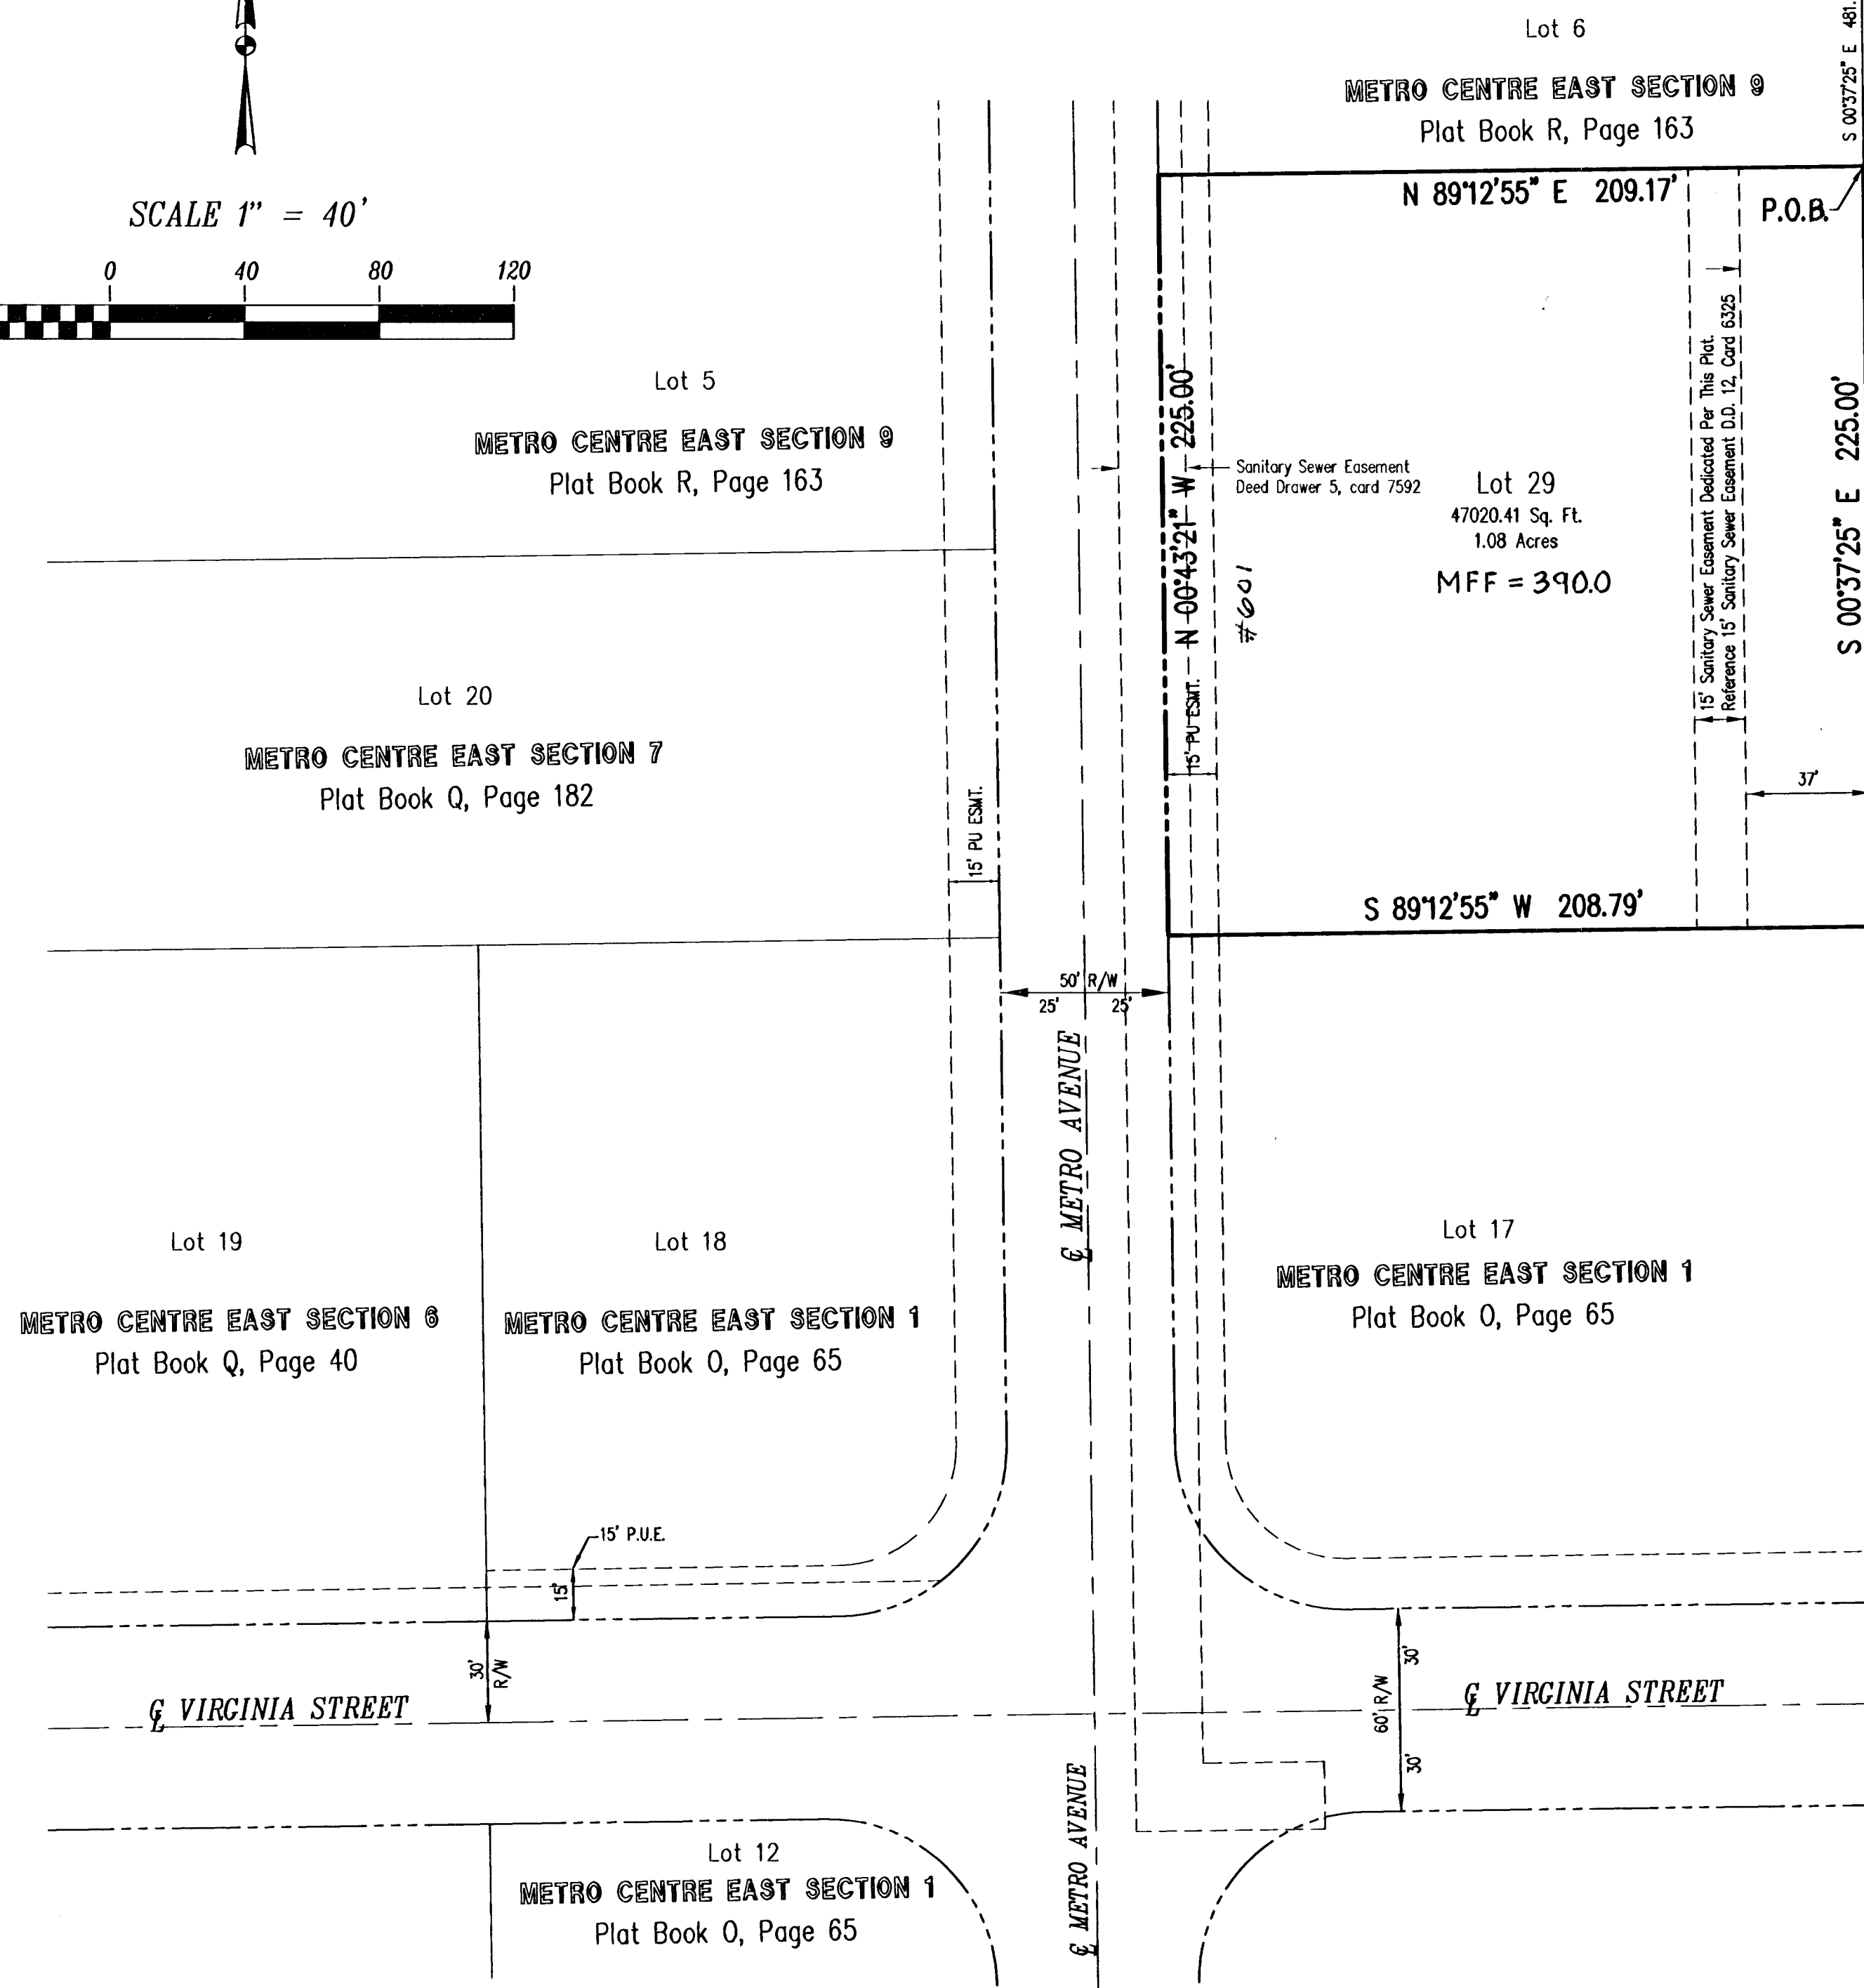 Lot 6
METRO CENTRE EAST SECTION 9
Plat Book R, Page 163
S 00°37'25" E 481.
N 89°12'55" E 209.17'
P.O.B.
SCALE 1" = 40'
0 40 80 120
Lot 5
METRO CENTRE EAST SECTION 9
Plat Book R, Page 163
N 00°43'21" W 225.00'
Sanitary Sewer Easement
Deed Drawer 5, card 7592
Lot 29
47020.41 Sq. Ft.
1.08 Acres
MFF = 390.0
#601
15' PU ESMT.
15' Sanitary Sewer Easement Dedicated Per This Plat.
Reference 15' Sanitary Sewer Easement D.D. 12, Card 6325
S 00°37'25" E 225.00'
37'
Lot 20
METRO CENTRE EAST SECTION 7
Plat Book Q, Page 182
15' PU ESMT.
S 89°12'55" W 208.79'
50' R/W
25' 25'
℄ METRO AVENUE
Lot 19
METRO CENTRE EAST SECTION 6
Plat Book Q, Page 40
Lot 18
METRO CENTRE EAST SECTION 1
Plat Book O, Page 65
Lot 17
METRO CENTRE EAST SECTION 1
Plat Book O, Page 65
15' P.U.E.
15'
30'
R/W
℄ VIRGINIA STREET
60' R/W
30'
30'
℄ VIRGINIA STREET
℄ METRO AVENUE
Lot 12
METRO CENTRE EAST SECTION 1
Plat Book O, Page 65